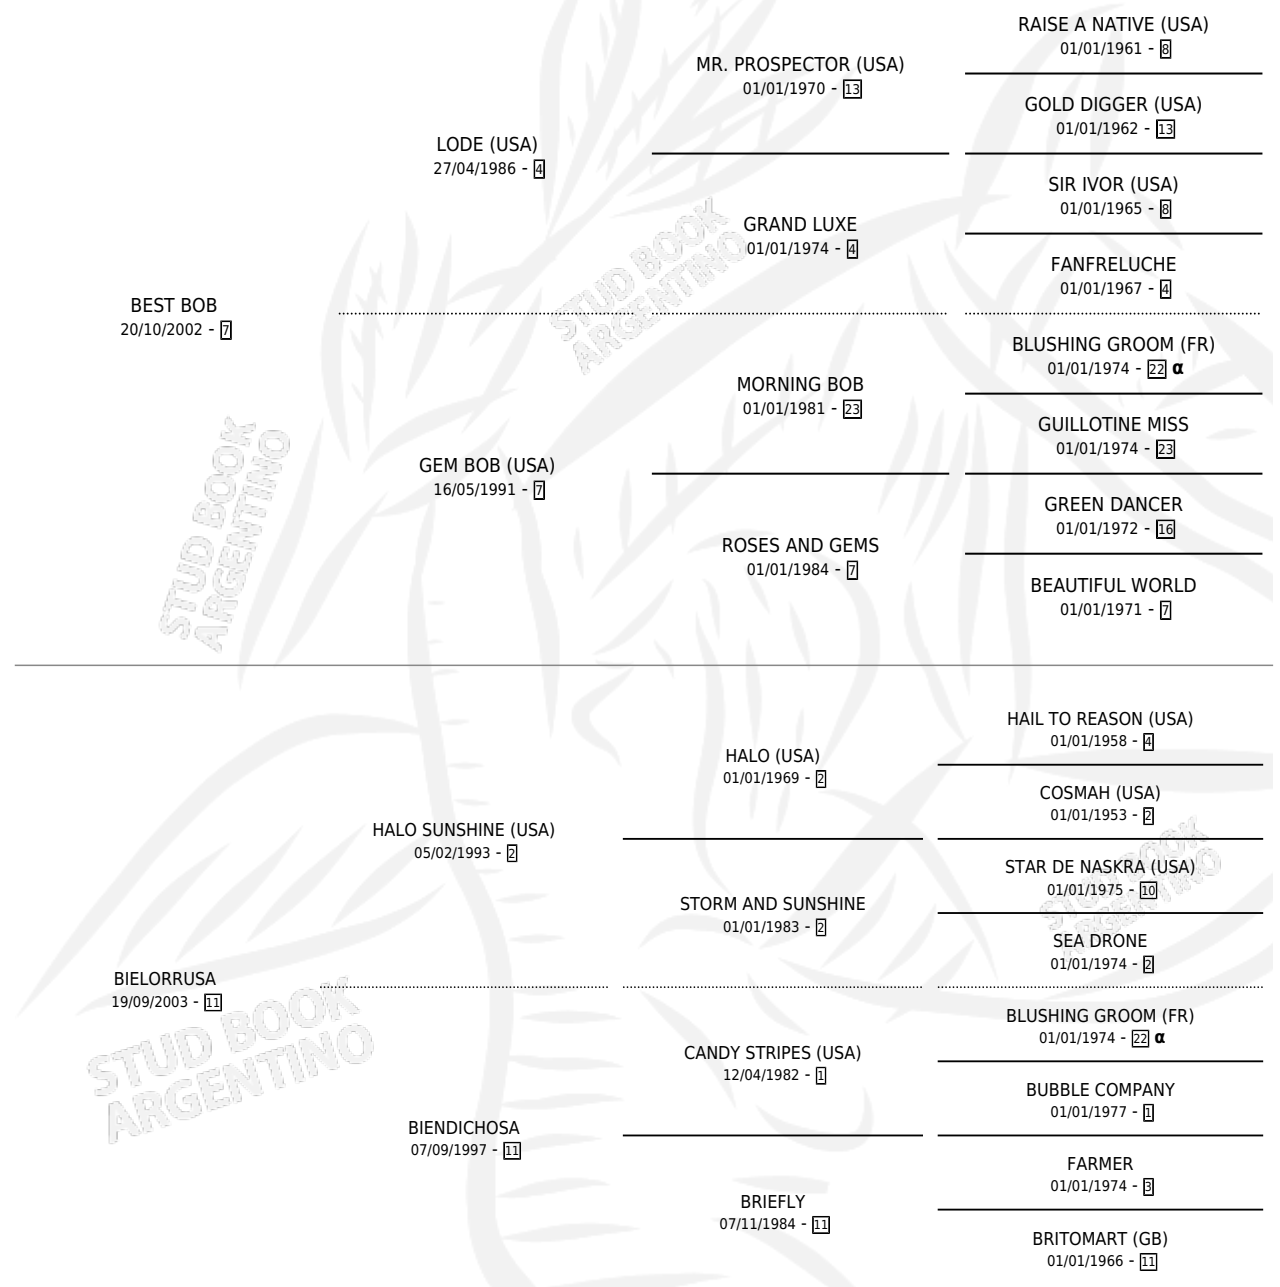 RAISE A NATIVE (USA)
01/01/1961 - 8
MR. PROSPECTOR (USA)
01/01/1970 - 13
GOLD DIGGER (USA)
01/01/1962 - 13
LODE (USA)
27/04/1986 - 4
SIR IVOR (USA)
01/01/1965 - 8
GRAND LUXE
01/01/1974 - 4
FANFRELUCHE
01/01/1967 - 4
BEST BOB
20/10/2002 - 7
BLUSHING GROOM (FR)
01/01/1974 - 22 α
MORNING BOB
01/01/1981 - 23
GUILLOTINE MISS
01/01/1974 - 23
GEM BOB (USA)
16/05/1991 - 7
GREEN DANCER
01/01/1972 - 16
ROSES AND GEMS
01/01/1984 - 7
BEAUTIFUL WORLD
01/01/1971 - 7
STUD BOOK
ARGENTINO
STUD BOOK
ARGENTINO
HAIL TO REASON (USA)
01/01/1958 - 4
HALO (USA)
01/01/1969 - 2
COSMAH (USA)
01/01/1953 - 2
HALO SUNSHINE (USA)
05/02/1993 - 2
STAR DE NASKRA (USA)
01/01/1975 - 10
STORM AND SUNSHINE
01/01/1983 - 2
SEA DRONE
01/01/1974 - 2
BIELORRUSA
19/09/2003 - 11
BLUSHING GROOM (FR)
01/01/1974 - 22 α
CANDY STRIPES (USA)
12/04/1982 - 1
BUBBLE COMPANY
01/01/1977 - 1
BIENDICHOSA
07/09/1997 - 11
FARMER
01/01/1974 - 3
BRIEFLY
07/11/1984 - 11
BRITOMART (GB)
01/01/1966 - 11
STUD BOOK
ARGENTINO
STUD BOOK
ARGENTINO